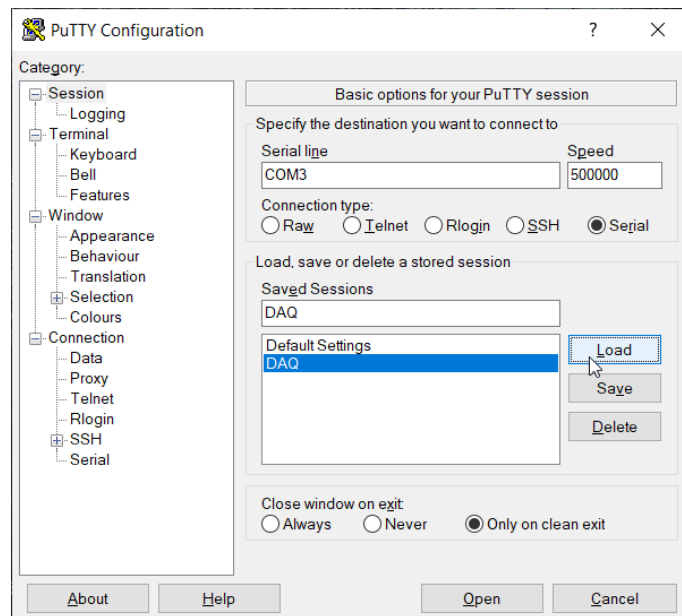 PuTTY Configuration
?
Category:
Session
Logging
Terminal
Keyboard
Bell
Features
Window
Appearance
Behaviour
Translation
Selection
Colours
Connection
Data
Proxy
Telnet
Rlogin
SSH
Serial
Basic options for your PuTTY session
Specify the destination you want to connect to
Serial line Speed
COM3 500000
Connection type:
Raw Telnet Rlogin SSH Serial
Load, save or delete a stored session
Saved Sessions
DAQ
Default Settings
DAQ
Load
Save
Delete
Close window on exit:
Always Never Only on clean exit
About Help Open Cancel